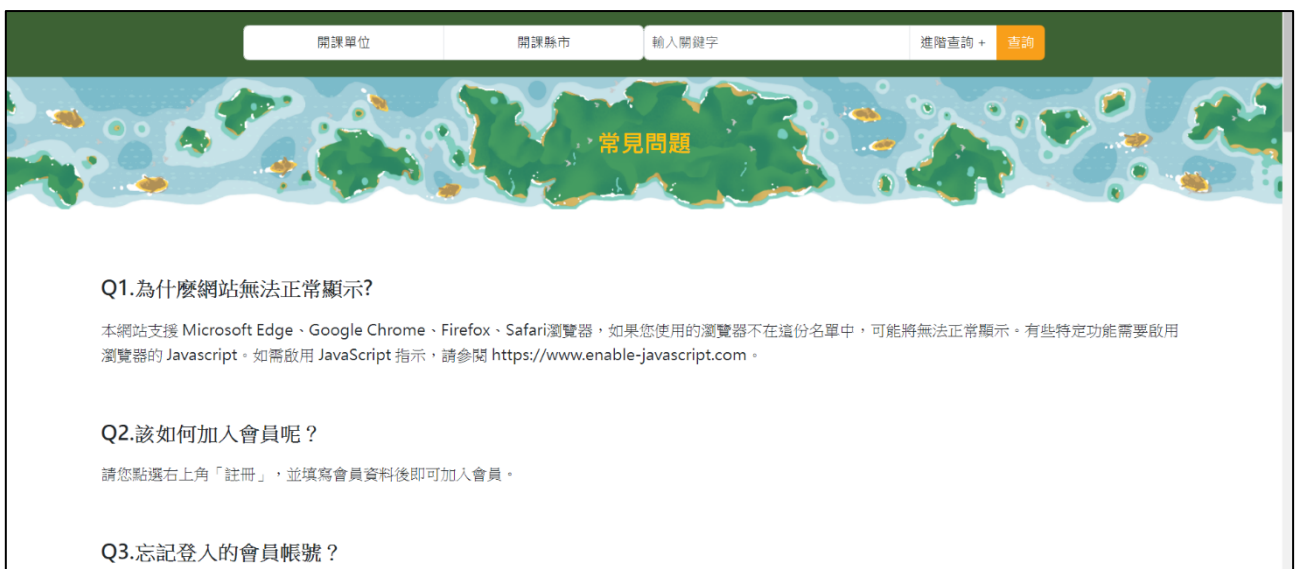 開課單位 開課縣市 輸入關鍵字 進階查詢 + 查詢
常見問題
Q1.為什麼網站無法正常顯示?
本網站支援 Microsoft Edge、Google Chrome、Firefox、Safari瀏覽器，如果您使用的瀏覽器不在這份名單中，可能將無法正常顯示。有些特定功能需要啟用
瀏覽器的 Javascript。如需啟用 JavaScript 指示，請參閱 https://www.enable-javascript.com。
Q2.該如何加入會員呢？
請您點選右上角「註冊」，並填寫會員資料後即可加入會員。
Q3.忘記登入的會員帳號？